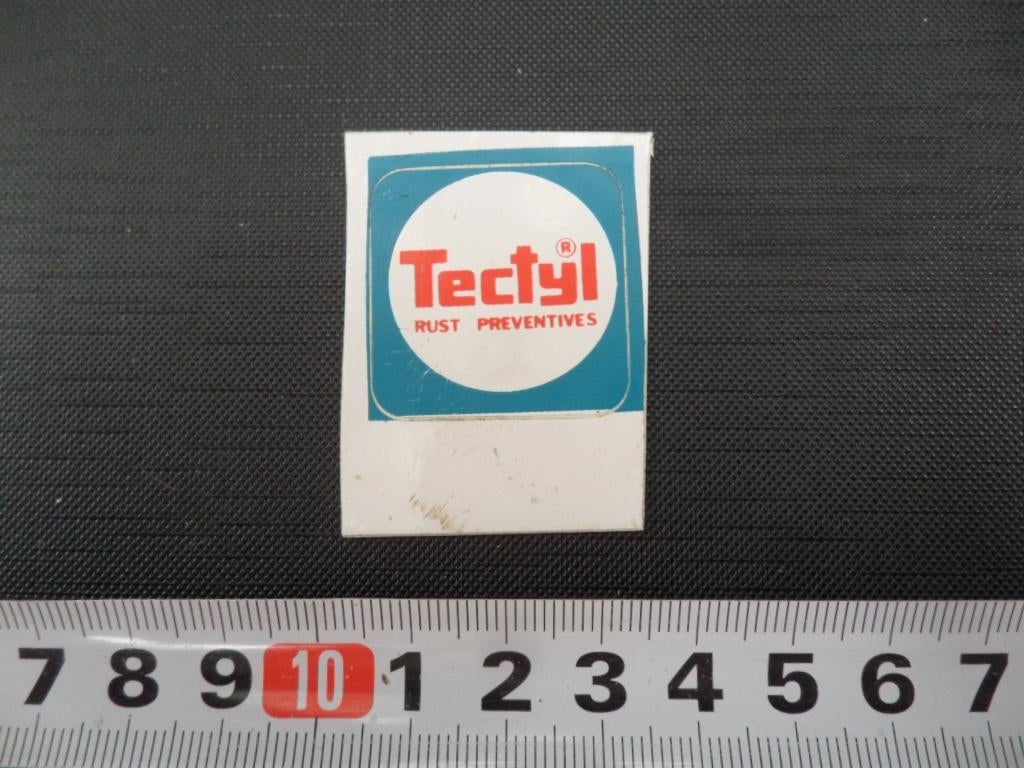 Tectyl®
RUST PREVENTIVES
7 8 9 10 1 2 3 4 5 6 7